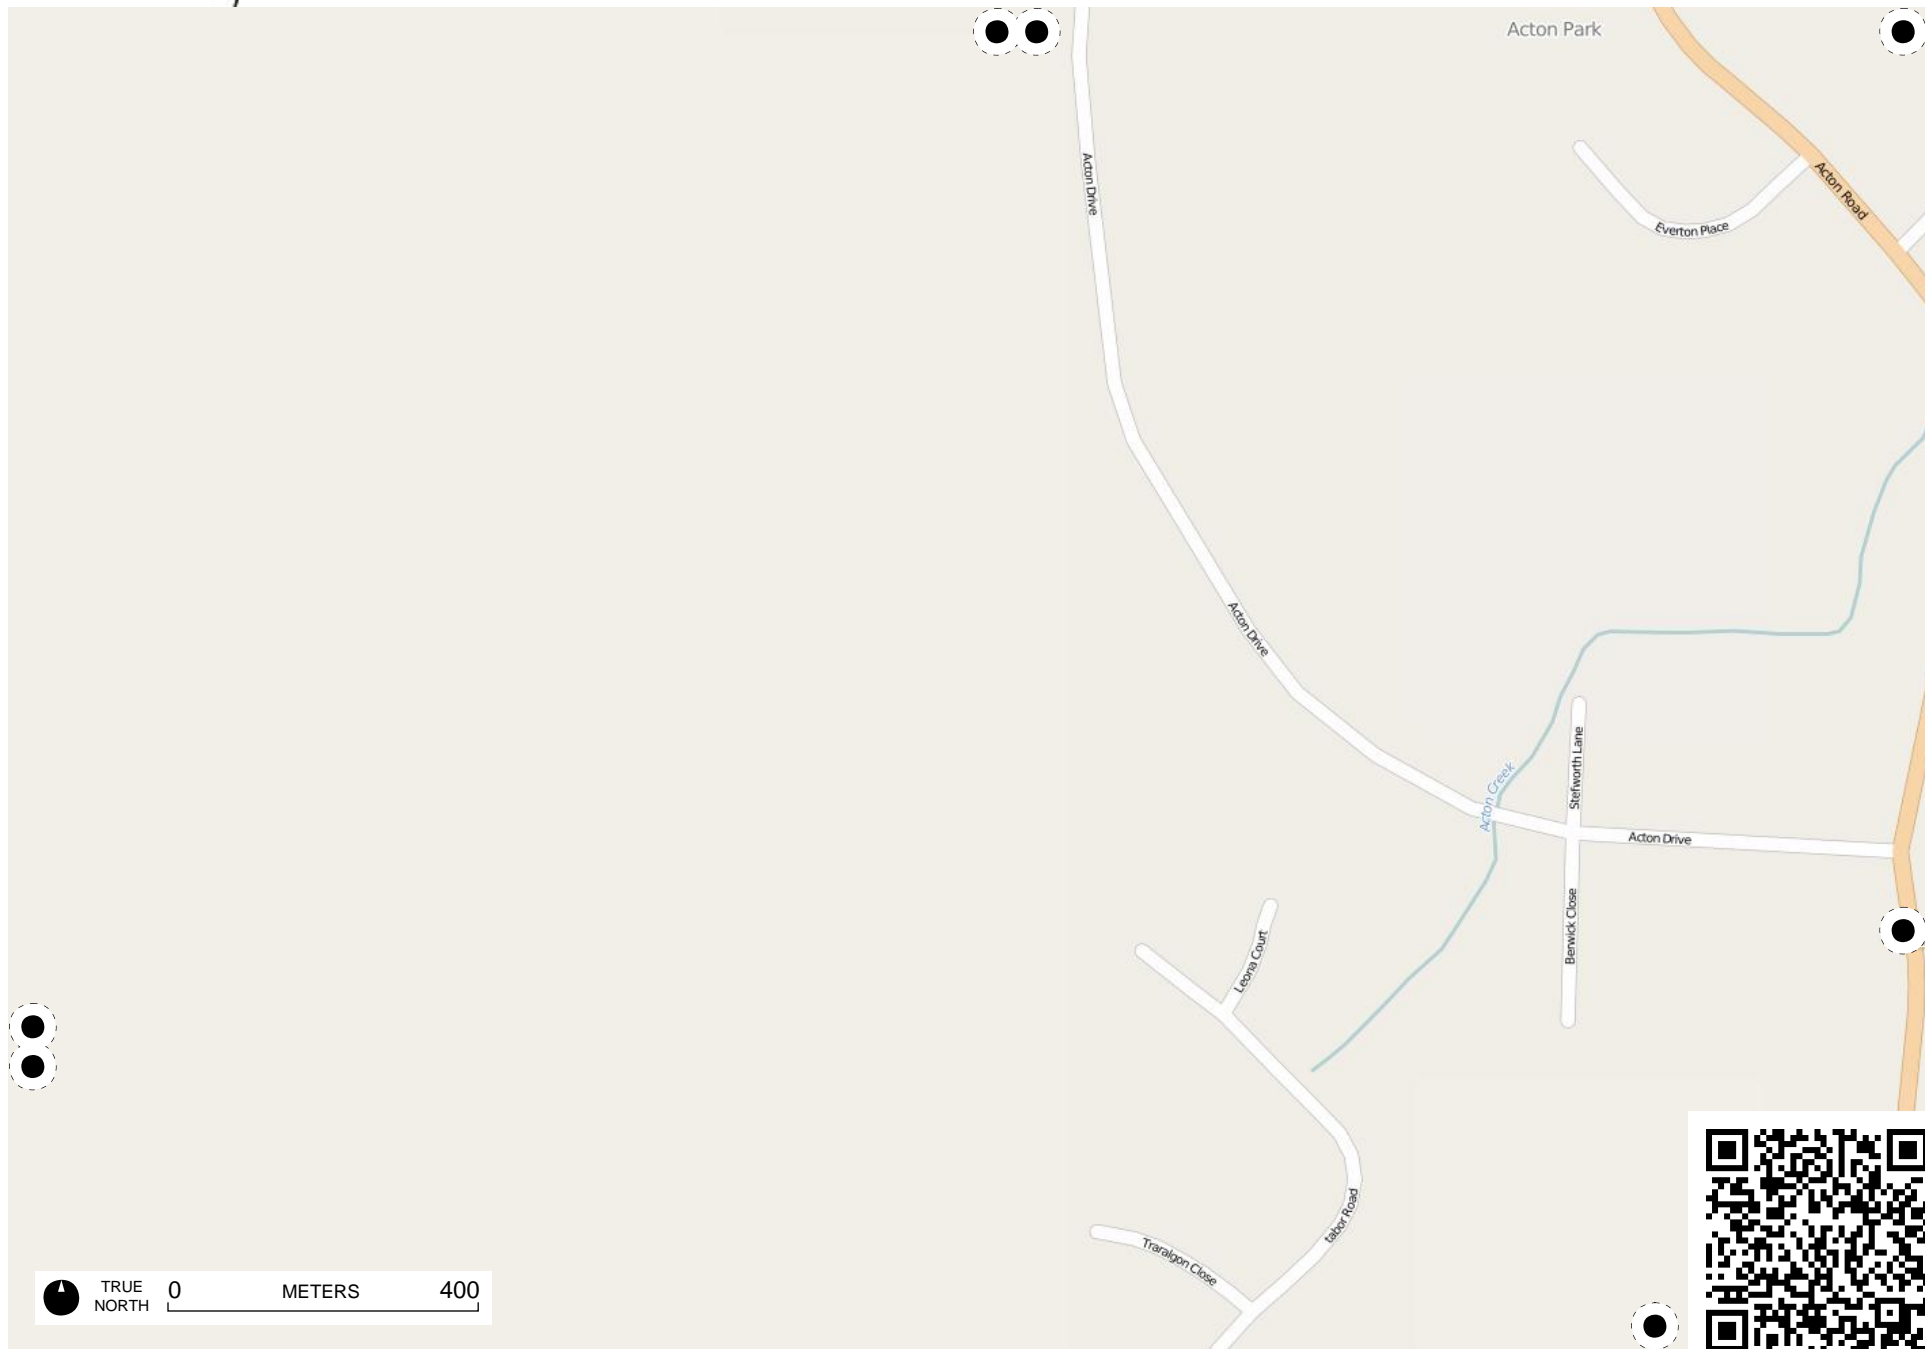 Acton Park
Acton Drive
Acton Road
Everton Place
Acton Drive
Stefworth Lane
Acton Creek
Acton Drive
Berwick Close
Leona Court
tabor Road
Traralgon Close
TRUE NORTH
0 METERS 400